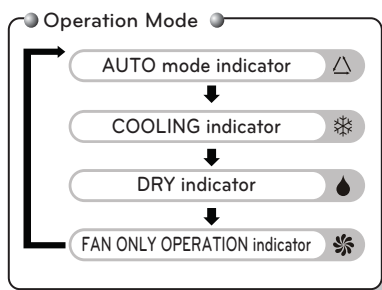 Operation Mode
AUTO mode indicator
COOLING indicator
DRY indicator
FAN ONLY OPERATION indicator